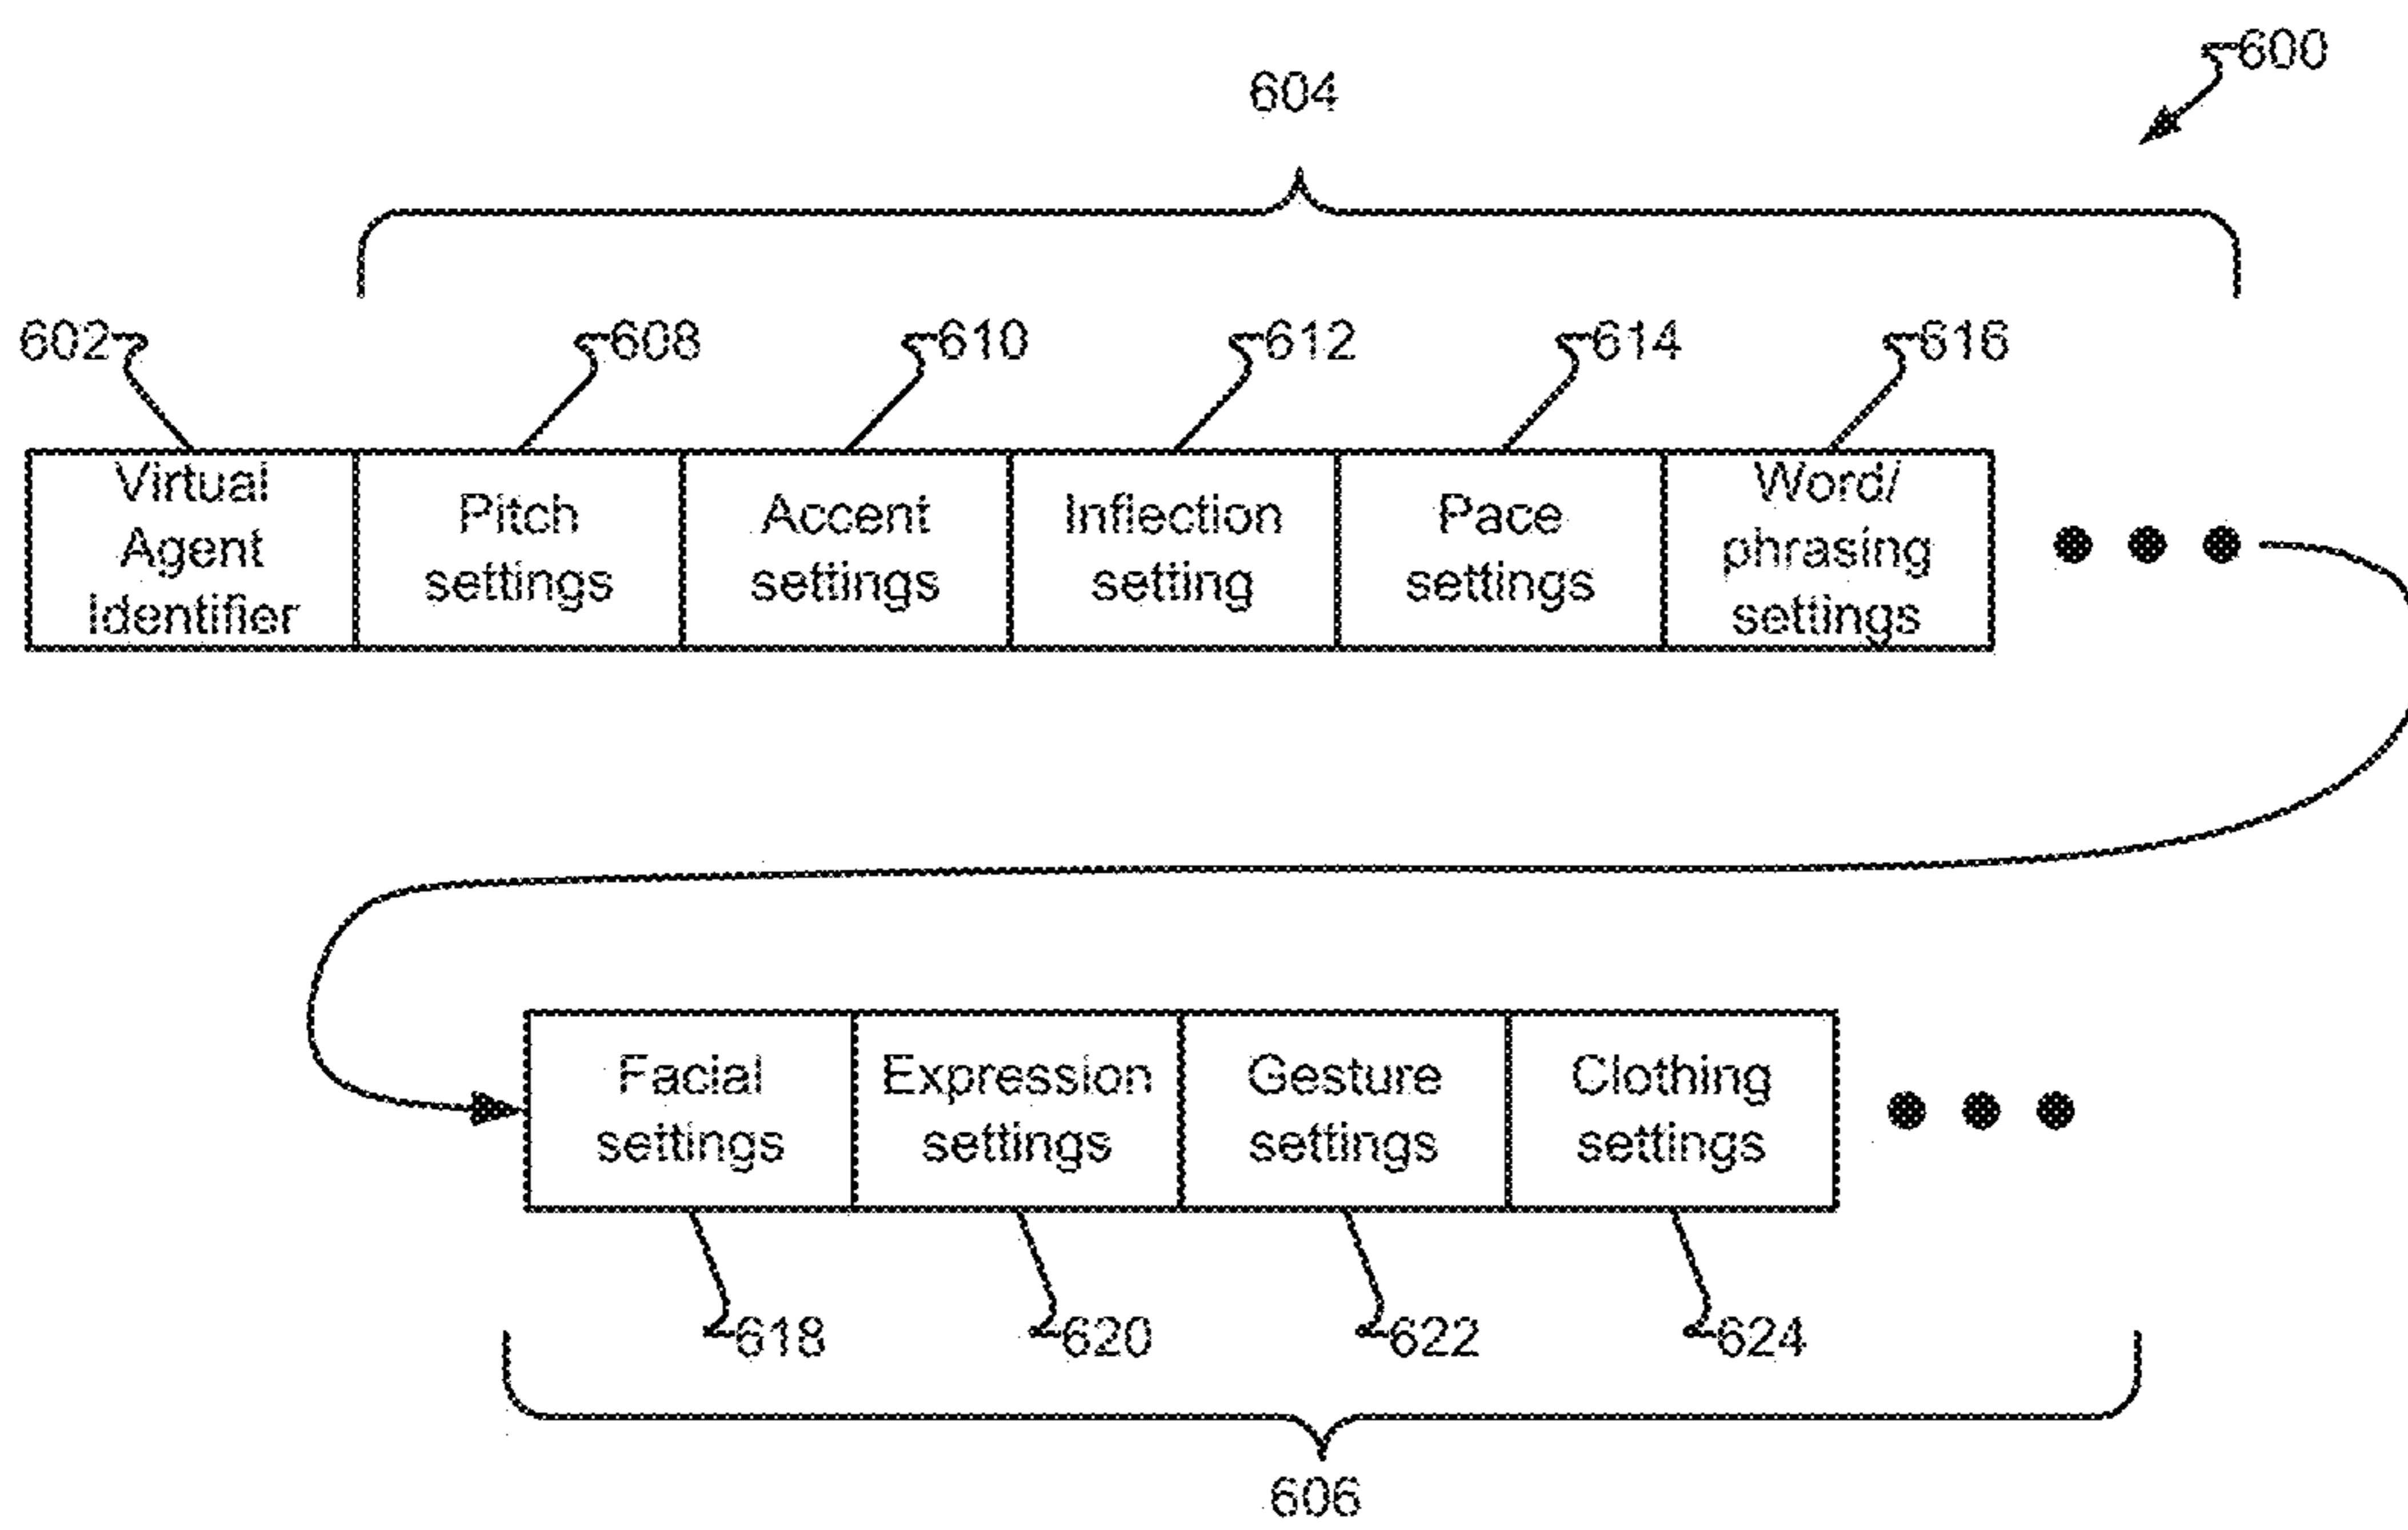 600
604
602
608
610
612
614
616
Virtual
Agent
Identifier
Pitch
settings
Accent
settings
Inflection
setting
Pace
settings
Word/
phrasing
settings
Facial
settings
Expression
settings
Gesture
settings
Clothing
settings
618
620
622
624
606